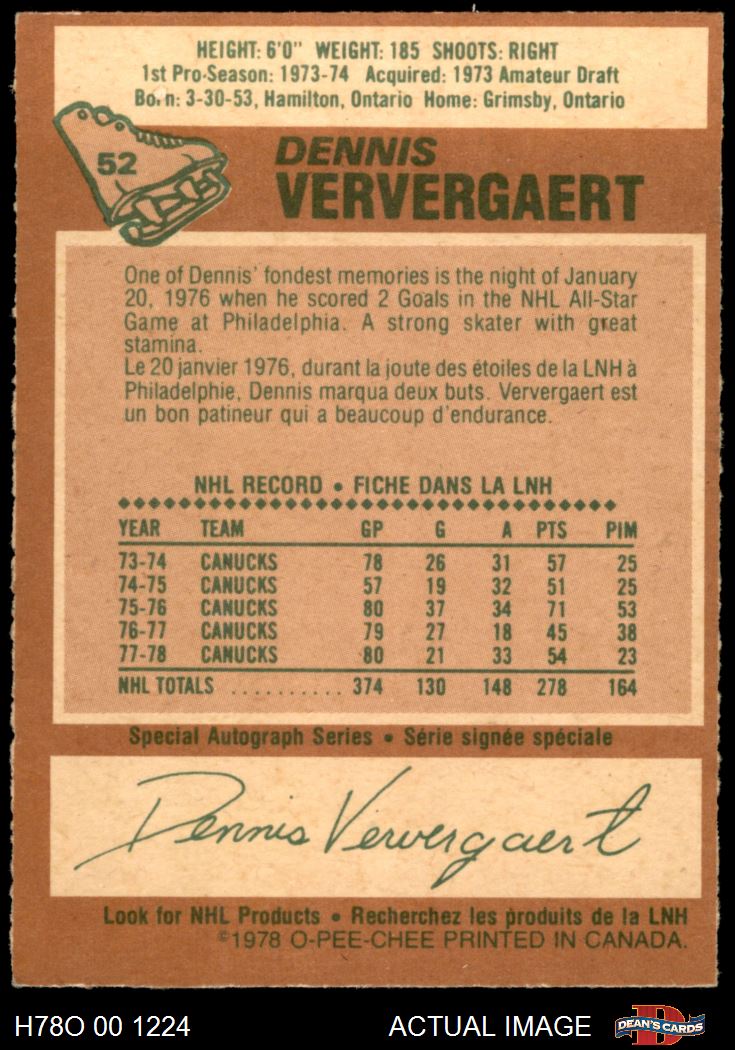 HEIGHT: 6'0" WEIGHT: 185 SHOOTS: RIGHT
1st Pro-Season: 1973-74 Acquired: 1973 Amateur Draft
Born: 3-30-53, Hamilton, Ontario Home: Grimsby, Ontario
52
DENNIS
VERVERGAERT
One of Dennis' fondest memories is the night of January
20, 1976 when he scored 2 Goals in the NHL All-Star
Game at Philadelphia. A strong skater with great
stamina.
Le 20 janvier 1976, durant la joute des étoiles de la LNH à
Philadelphie, Dennis marqua deux buts. Ververgaert est
un bon patineur qui a beaucoup d'endurance.
NHL RECORD • FICHE DANS LA LNH
YEAR TEAM GP G A PTS PIM
73-74 CANUCKS 78 26 31 57 25
74-75 CANUCKS 57 19 32 51 25
75-76 CANUCKS 80 37 34 71 53
76-77 CANUCKS 79 27 18 45 38
77-78 CANUCKS 80 21 33 54 23
NHL TOTALS .......... 374 130 148 278 164
Special Autograph Series • Série signée spéciale
Dennis Ververgaert
Look for NHL Products • Recherchez les produits de la LNH
©1978 O-PEE-CHEE PRINTED IN CANADA.
H78O 00 1224 ACTUAL IMAGE DEAN'S CARDS